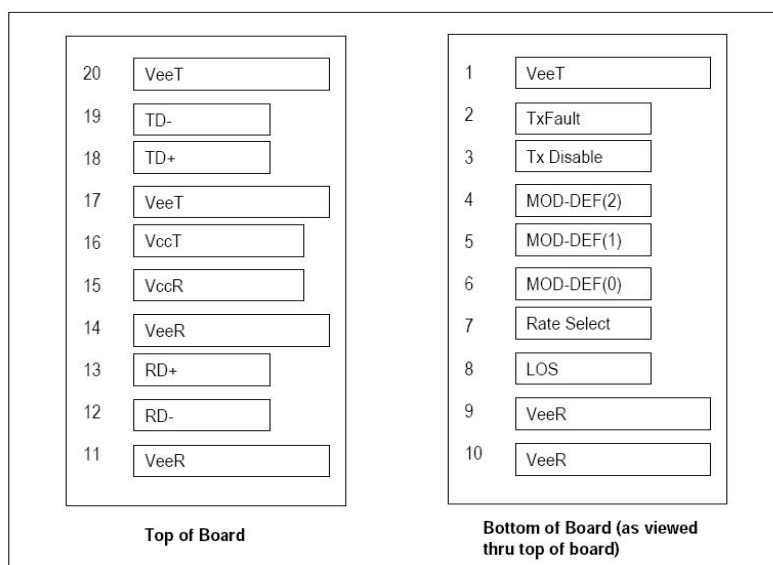 20 VeeT
19 TD-
18 TD+
17 VeeT
16 VccT
15 VccR
14 VeeR
13 RD+
12 RD-
11 VeeR
Top of Board
1 VeeT
2 TxFault
3 Tx Disable
4 MOD-DEF(2)
5 MOD-DEF(1)
6 MOD-DEF(0)
7 Rate Select
8 LOS
9 VeeR
10 VeeR
Bottom of Board (as viewed
thru top of board)